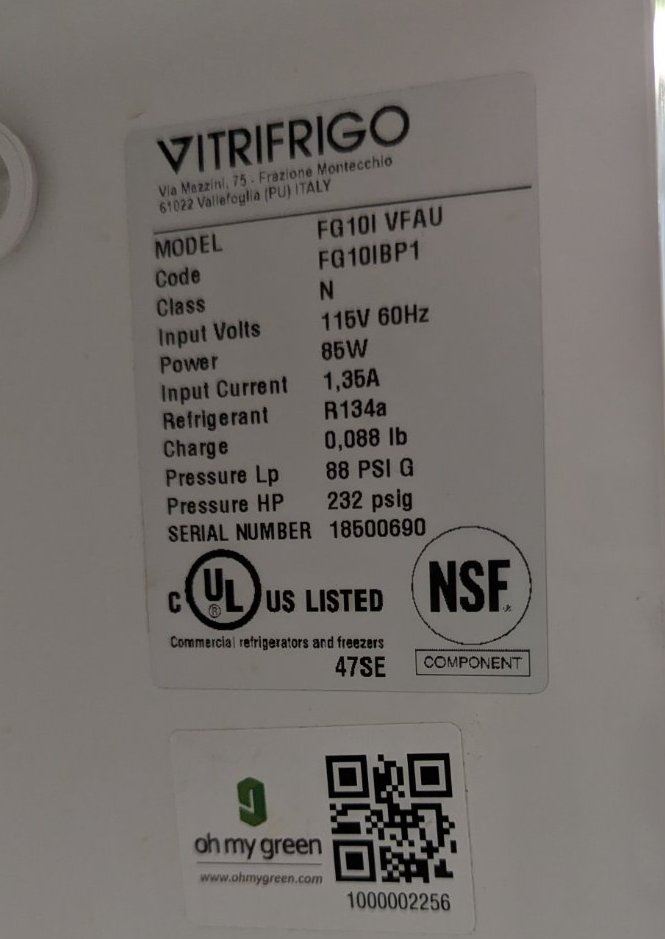 VITRIFRIGO
Via Mazzini, 75 - Frazione Montecchio
61022 Vallefoglia (PU) ITALY
MODEL FG10I VFAU
Code FG10IBP1
Class N
Input Volts 115V 60Hz
Power 85W
Input Current 1,35A
Refrigerant R134a
Charge 0,088 lb
Pressure Lp 88 PSI G
Pressure HP 232 psig
SERIAL NUMBER 18500690
C UL ® US LISTED
NSF
Commercial refrigerators and freezers
47SE
COMPONENT
oh my green
www.ohmygreen.com
1000002256